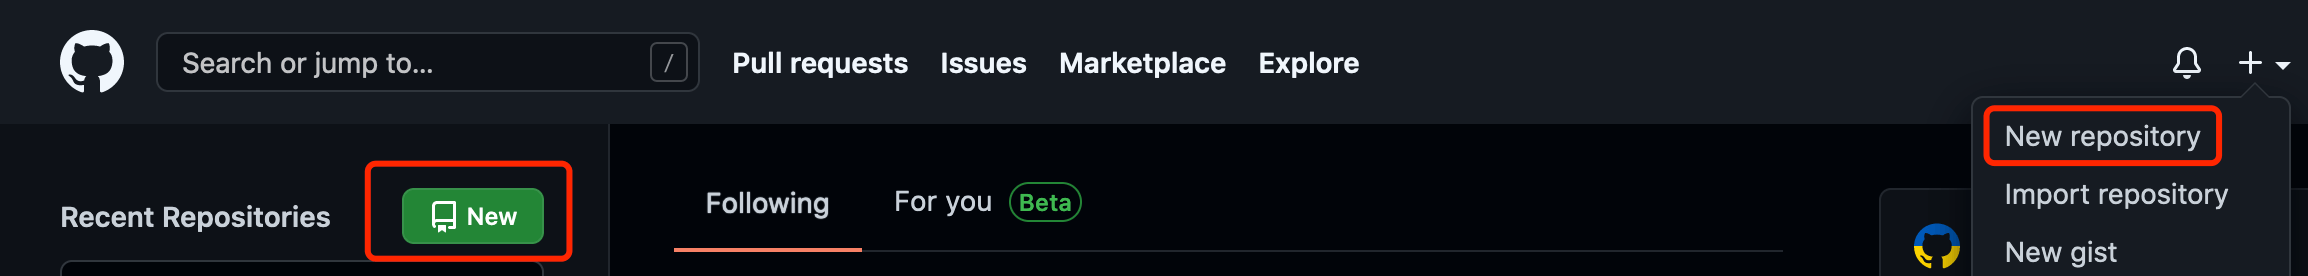 Search or jump to... / Pull requests Issues Marketplace Explore
New repository
Import repository
New gist
Recent Repositories New
Following For you Beta